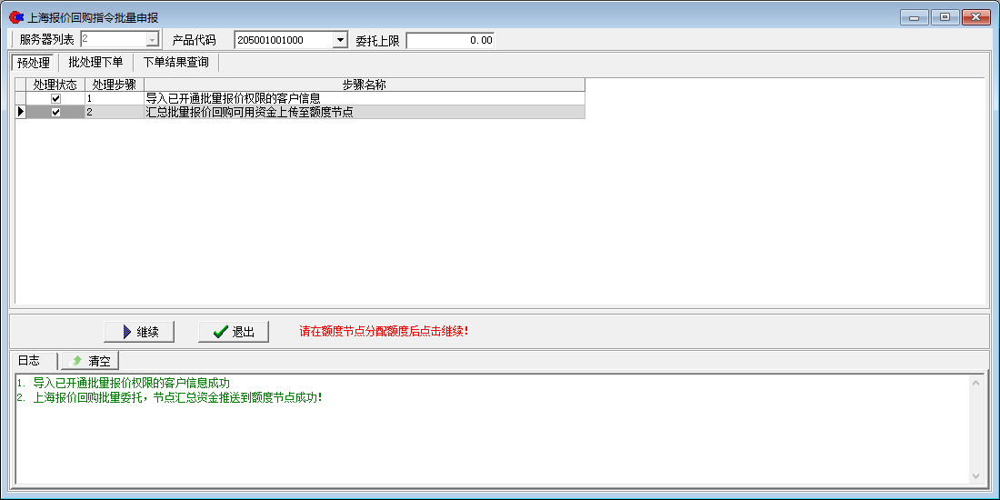 上海报价回购指令批量申报
服务器列表 2 产品代码 205001001000 委托上限 0.00
预处理 批处理下单 下单结果查询
处理状态 处理步骤 步骤名称
1 导入已开通批量报价权限的客户信息
2 汇总批量报价回购可用资金上传至额度节点
继续 退出 请在额度节点分配额度后点击继续!
日志 清空
1. 导入已开通批量报价权限的客户信息成功
2. 上海报价回购批量委托，节点汇总资金推送到额度节点成功!